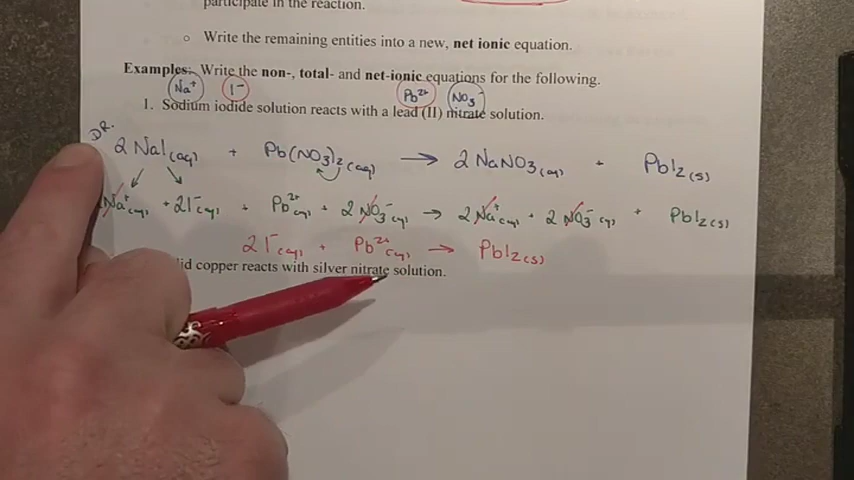 participate in the reaction.
○ Write the remaining entities into a new, net ionic equation.
Examples: Write the non-, total- and net-ionic equations for the following.
Na⁺ I⁻ Pb²⁺ NO₃⁻
1. Sodium iodide solution reacts with a lead (II) nitrate solution.
DR.
2 NaI(aq) + Pb(NO₃)₂(aq) → 2 NaNO₃(aq) + PbI₂(s)
Na⁺(aq) + 2I⁻(aq) + Pb²⁺(aq) + 2 NO₃⁻(aq) → 2 Na⁺(aq) + 2 NO₃⁻(aq) + PbI₂(s)
2 I⁻(aq) + Pb²⁺(aq) → PbI₂(s)
copper reacts with silver nitrate solution.